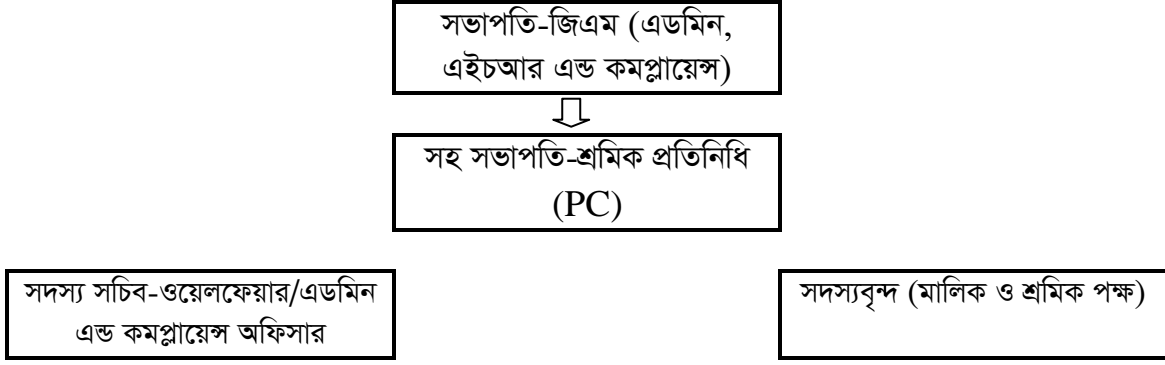 সভাপতি-জিএম (এডমিন,
এইচআর এন্ড কমপ্লায়েন্স)
সহ সভাপতি-শ্রমিক প্রতিনিধি
(PC)
সদস্য সচিব-ওয়েলফেয়ার/এডমিন
এন্ড কমপ্লায়েন্স অফিসার
সদস্যবৃন্দ (মালিক ও শ্রমিক পক্ষ)